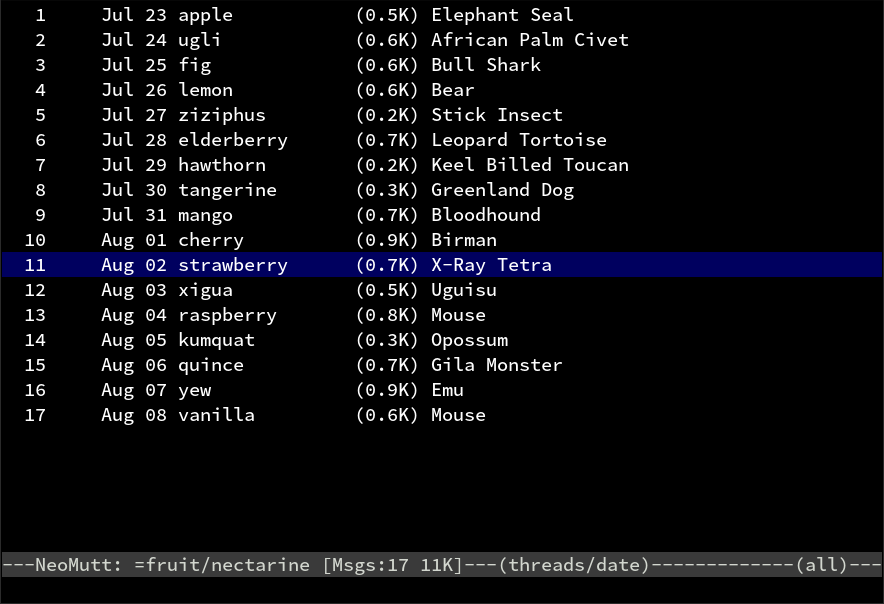 1 Jul 23 apple (0.5K) Elephant Seal
2 Jul 24 ugli (0.6K) African Palm Civet
3 Jul 25 fig (0.6K) Bull Shark
4 Jul 26 lemon (0.6K) Bear
5 Jul 27 ziziphus (0.2K) Stick Insect
6 Jul 28 elderberry (0.7K) Leopard Tortoise
7 Jul 29 hawthorn (0.2K) Keel Billed Toucan
8 Jul 30 tangerine (0.3K) Greenland Dog
9 Jul 31 mango (0.7K) Bloodhound
10 Aug 01 cherry (0.9K) Birman
11 Aug 02 strawberry (0.7K) X-Ray Tetra
12 Aug 03 xigua (0.5K) Uguisu
13 Aug 04 raspberry (0.8K) Mouse
14 Aug 05 kumquat (0.3K) Opossum
15 Aug 06 quince (0.7K) Gila Monster
16 Aug 07 yew (0.9K) Emu
17 Aug 08 vanilla (0.6K) Mouse
---NeoMutt: =fruit/nectarine [Msgs:17 11K]---(threads/date)-------------(all)---